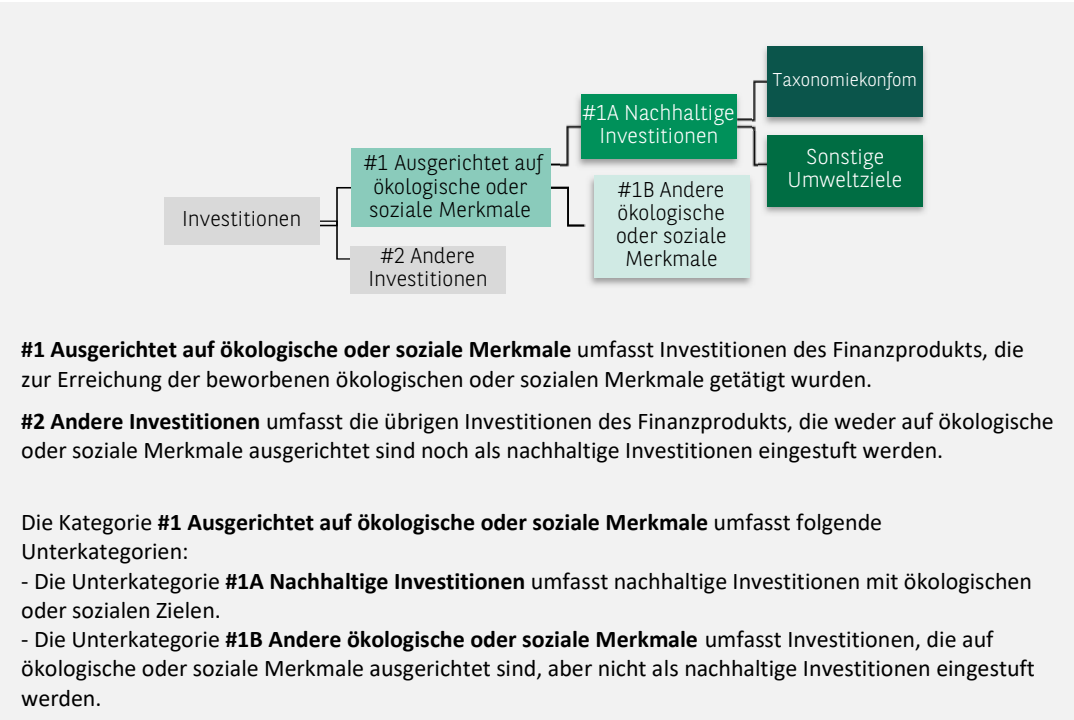 Taxonomiekonfom
#1A Nachhaltige
Investitionen
Sonstige
Umweltziele
#1 Ausgerichtet auf
ökologische oder
soziale Merkmale
#1B Andere
ökologische
oder soziale
Merkmale
Investitionen
#2 Andere
Investitionen
#1 Ausgerichtet auf ökologische oder soziale Merkmale umfasst Investitionen des Finanzprodukts, die
zur Erreichung der beworbenen ökologischen oder sozialen Merkmale getätigt wurden.
#2 Andere Investitionen umfasst die übrigen Investitionen des Finanzprodukts, die weder auf ökologische
oder soziale Merkmale ausgerichtet sind noch als nachhaltige Investitionen eingestuft werden.
Die Kategorie #1 Ausgerichtet auf ökologische oder soziale Merkmale umfasst folgende
Unterkategorien:
- Die Unterkategorie #1A Nachhaltige Investitionen umfasst nachhaltige Investitionen mit ökologischen
oder sozialen Zielen.
- Die Unterkategorie #1B Andere ökologische oder soziale Merkmale umfasst Investitionen, die auf
ökologische oder soziale Merkmale ausgerichtet sind, aber nicht als nachhaltige Investitionen eingestuft
werden.